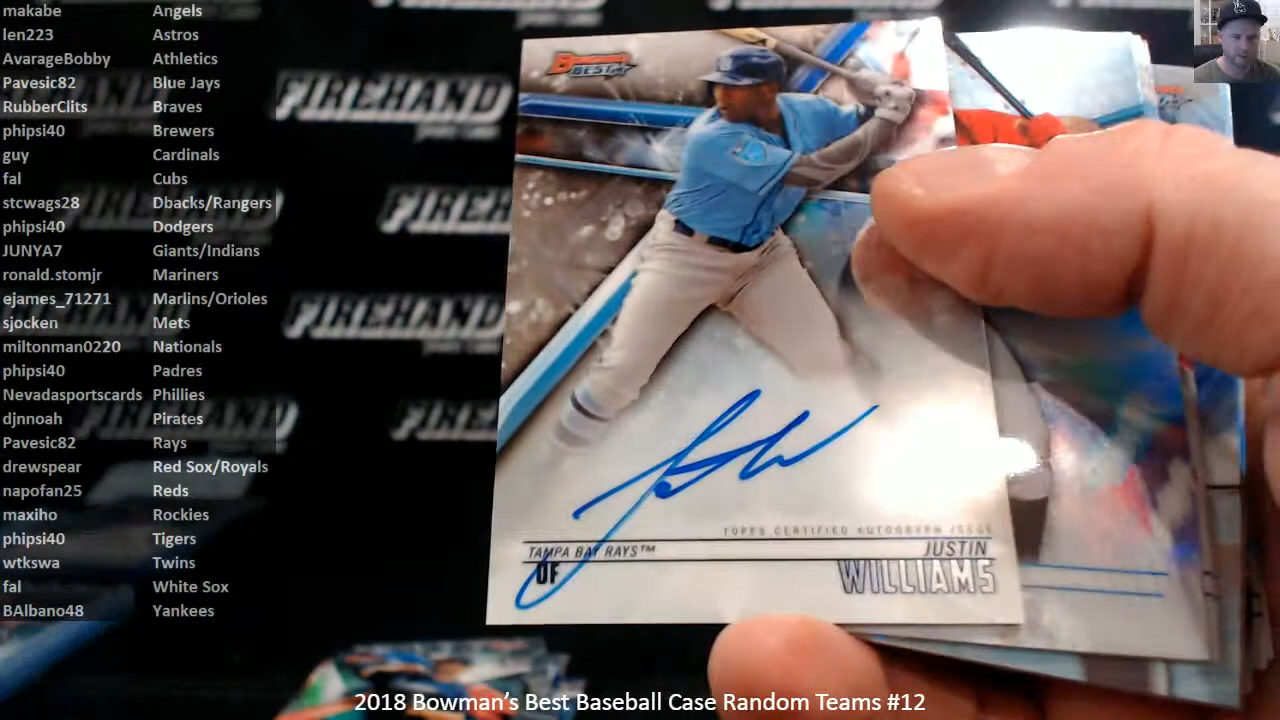 makabe Angels
len223 Astros
AvarageBobby Athletics
Pavesic82 Blue Jays
RubberClits Braves
phipsi40 Brewers
guy Cardinals
fal Cubs
stcwags28 Dbacks/Rangers
phipsi40 Dodgers
JUNYA7 Giants/Indians
ronald.stomjr Mariners
ejames_71271 Marlins/Orioles
sjocken Mets
miltonman0220 Nationals
phipsi40 Padres
Nevadasportscards Phillies
djnnoah Pirates
Pavesic82 Rays
drewspear Red Sox/Royals
napofan25 Reds
maxiho Rockies
phipsi40 Tigers
wtkswa Twins
fal White Sox
BAlbano48 Yankees
FIREHAND
FIREHAND
FIREHAND
BOWMAN'S BEST
TOPPS CERTIFIED AUTOGRAPH ISSUE
TAMPA BAY RAYS™ JUSTIN
OF WILLIAMS
2018 Bowman's Best Baseball Case Random Teams #12